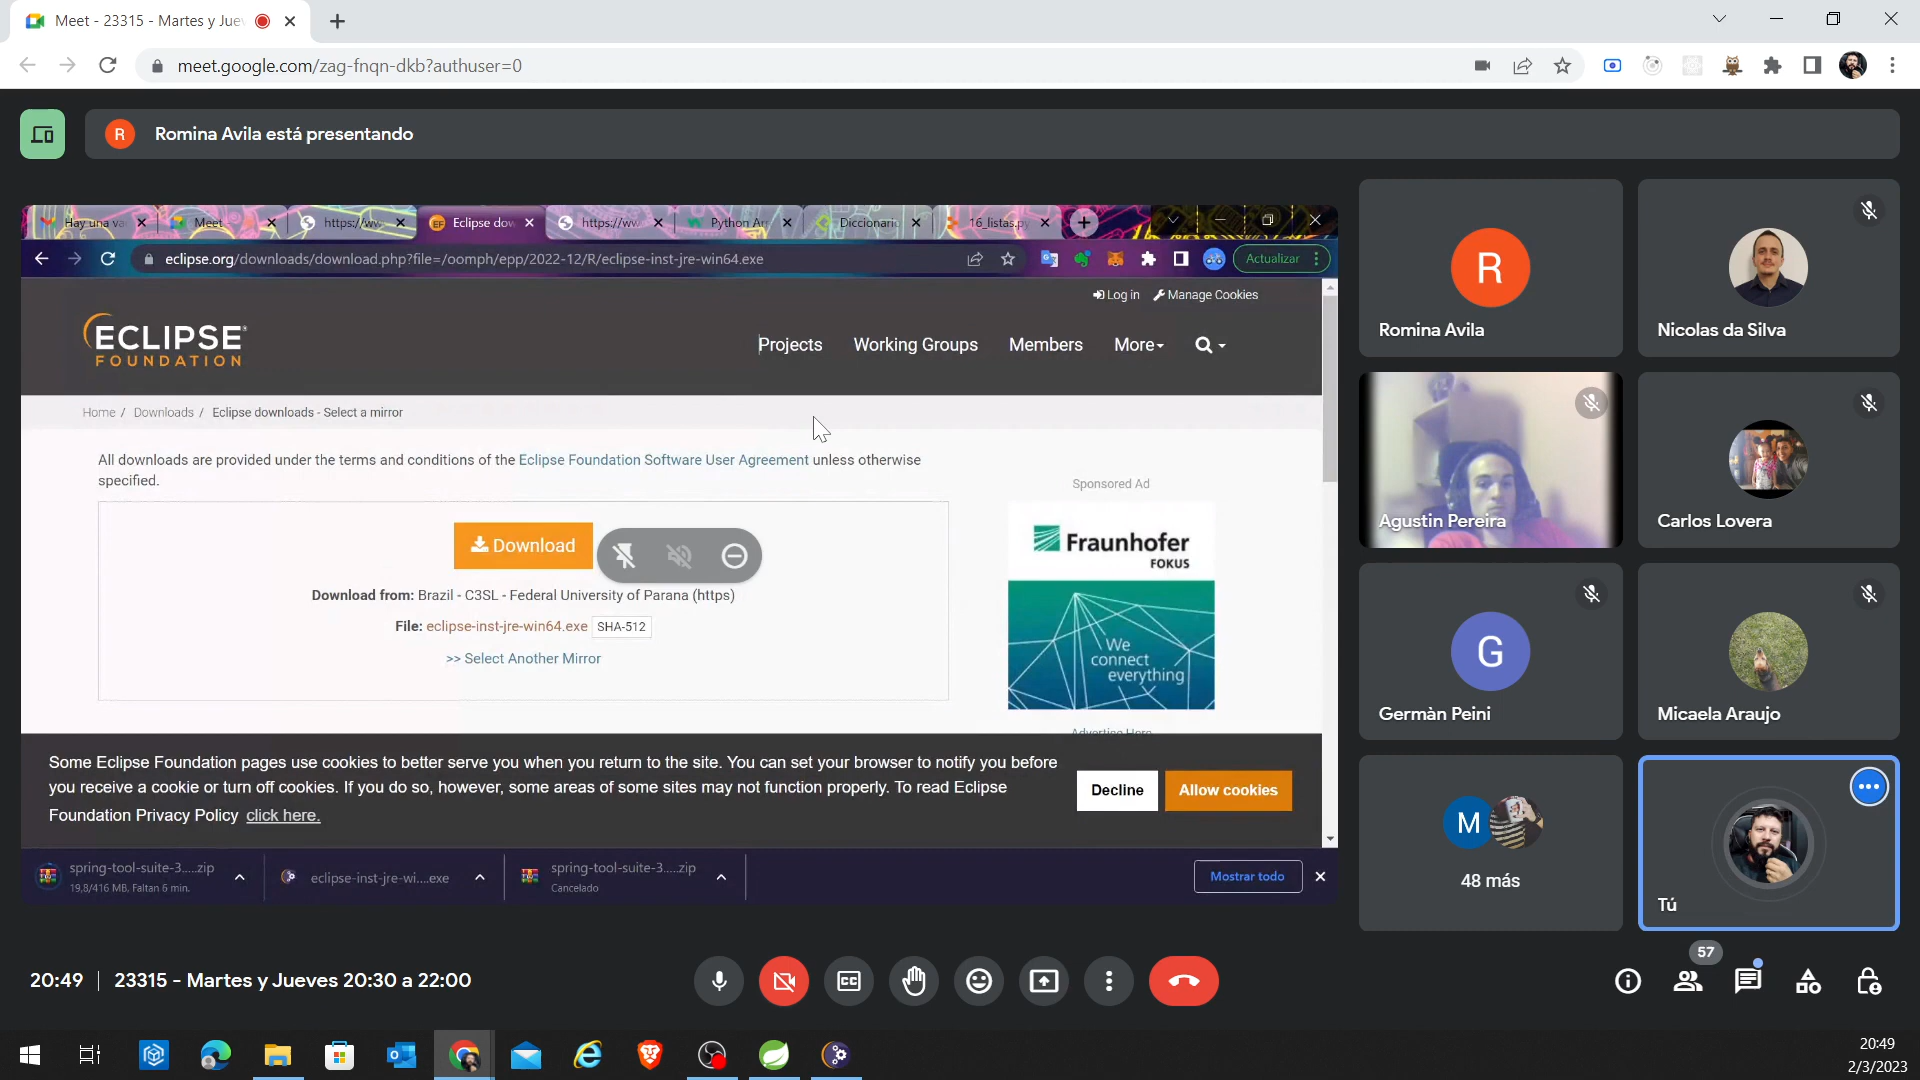 Meet - 23315 - Martes y Jue
meet.google.com/zag-fnqn-dkb?authuser=0
R
Romina Avila está presentando
Hay una va
Meet
https://ww
Eclipse dow
https://ww
Python Arr
Diccionario
16_listas.p
eclipse.org/downloads/download.php?file=/oomph/epp/2022-12/R/eclipse-inst-jre-win64.exe
Actualizar
Log in
Manage Cookies
ECLIPSE
FOUNDATION
Projects
Working Groups
Members
More
Home / Downloads / Eclipse downloads - Select a mirror
All downloads are provided under the terms and conditions of the Eclipse Foundation Software User Agreement unless otherwise
specified.
Download
Download from: Brazil - C3SL - Federal University of Parana (https)
File: eclipse-inst-jre-win64.exe SHA-512
>> Select Another Mirror
Sponsored Ad
Fraunhofer
FOKUS
We
connect
everything
Advertise Here
Some Eclipse Foundation pages use cookies to better serve you when you return to the site. You can set your browser to notify you before
you receive a cookie or turn off cookies. If you do so, however, some areas of some sites may not function properly. To read Eclipse
Foundation Privacy Policy click here.
Decline
Allow cookies
spring-tool-suite-3.....zip
19,8/416 MB, Faltan 6 min.
eclipse-inst-jre-wi....exe
spring-tool-suite-3.....zip
Cancelado
Mostrar todo
R
Romina Avila
Nicolas da Silva
Agustin Pereira
Carlos Lovera
G
Germàn Peini
Micaela Araujo
M
48 más
Tú
20:49 | 23315 - Martes y Jueves 20:30 a 22:00
57
20:49
2/3/2023